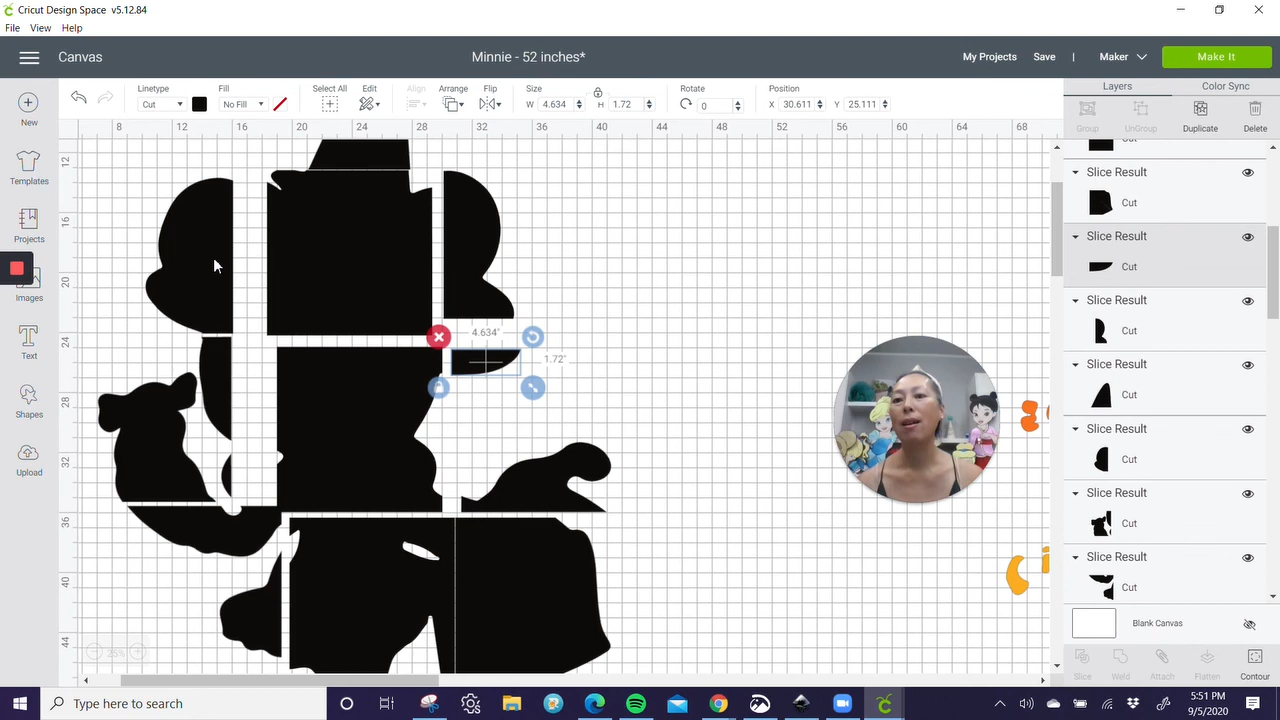 Cricut Design Space v5.12.84
File View Help
Canvas
Minnie - 52 inches*
My Projects Save | Maker Make It
Linetype Fill Select All Edit Align Arrange Flip Size Rotate Position
Cut No Fill W 4.634 H 1.72 0 X 30.611 Y 25.111
Layers Color Sync
Group UnGroup Duplicate Delete
8 12 16 20 24 28 32 36 40 44 48 52 56 60 64 68
12
16
20
24
28
32
36
40
44
New
Templates
Projects
Images
Text
Shapes
Upload
4.634"
1.72"
Cut
Slice Result
Cut
Slice Result
Cut
Slice Result
Cut
Slice Result
Cut
Slice Result
Cut
Slice Result
Cut
Slice Result
Cut
Blank Canvas
25%
Slice Weld Attach Flatten Contour
Type here to search
5:51 PM
9/5/2020